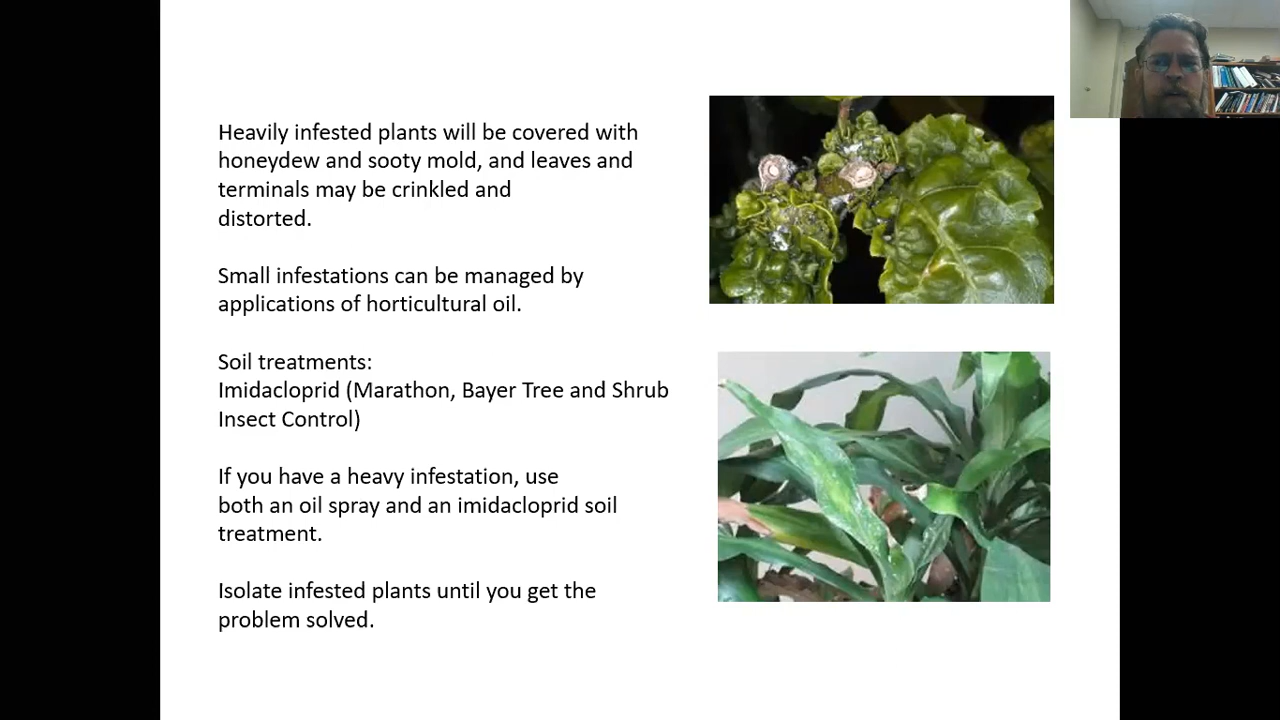 Heavily infested plants will be covered with
honeydew and sooty mold, and leaves and
terminals may be crinkled and
distorted.
Small infestations can be managed by
applications of horticultural oil.
Soil treatments:
Imidacloprid (Marathon, Bayer Tree and Shrub
Insect Control)
If you have a heavy infestation, use
both an oil spray and an imidacloprid soil
treatment.
Isolate infested plants until you get the
problem solved.